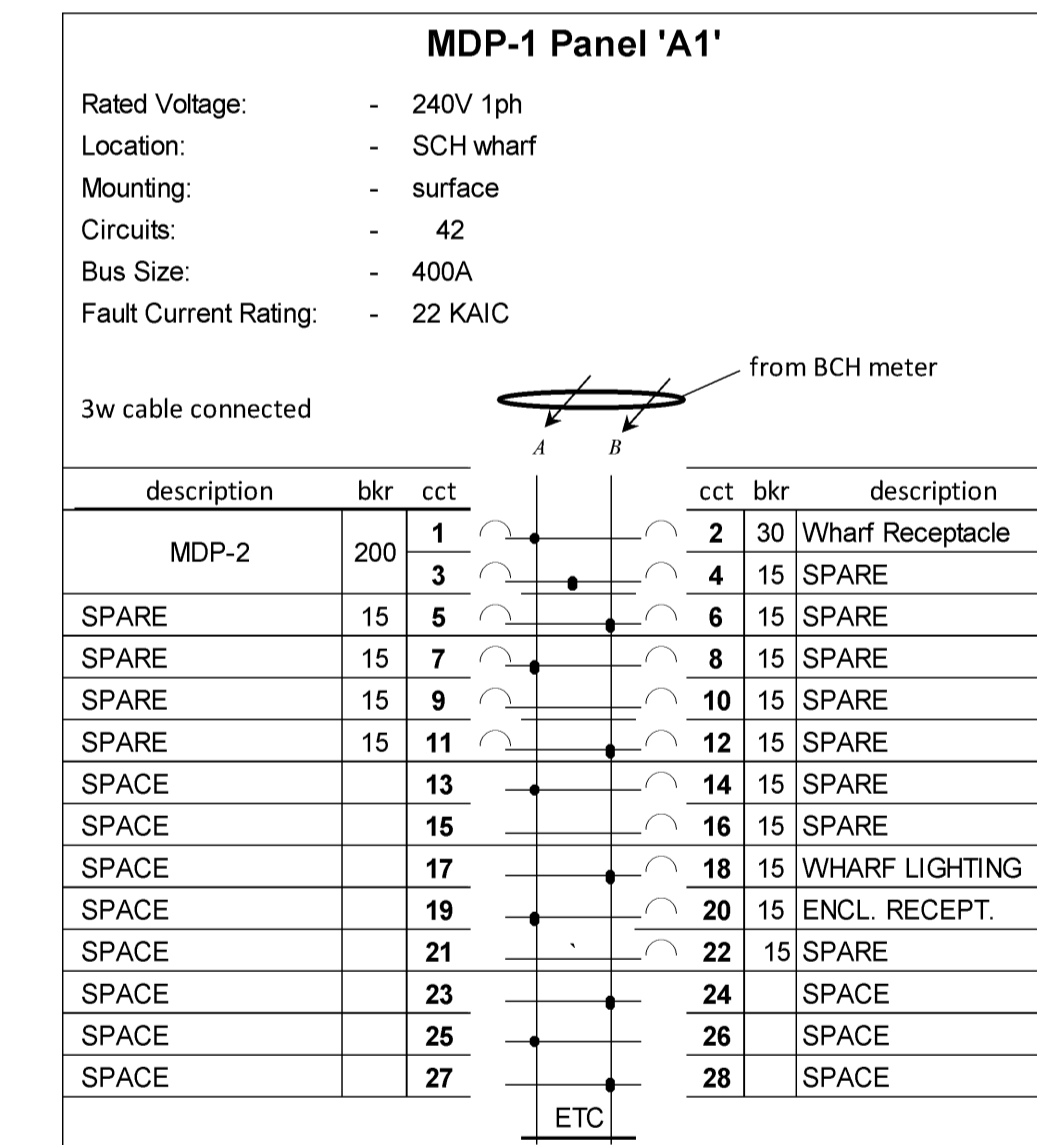 MDP-1 Panel 'A1'
Rated Voltage: - 240V 1ph
Location: - SCH wharf
Mounting: - surface
Circuits: - 42
Bus Size: - 400A
Fault Current Rating: - 22 KAIC
from BCH meter
3w cable connected
A B
description bkr cct cct bkr description
MDP-2 200 1 2 30 Wharf Receptacle
3 4 15 SPARE
SPARE 15 5 6 15 SPARE
SPARE 15 7 8 15 SPARE
SPARE 15 9 10 15 SPARE
SPARE 15 11 12 15 SPARE
SPACE 13 14 15 SPARE
SPACE 15 16 15 SPARE
SPACE 17 18 15 WHARF LIGHTING
SPACE 19 20 15 ENCL. RECEPT.
SPACE 21 22 15 SPARE
SPACE 23 24 SPACE
SPACE 25 26 SPACE
SPACE 27 28 SPACE
ETC